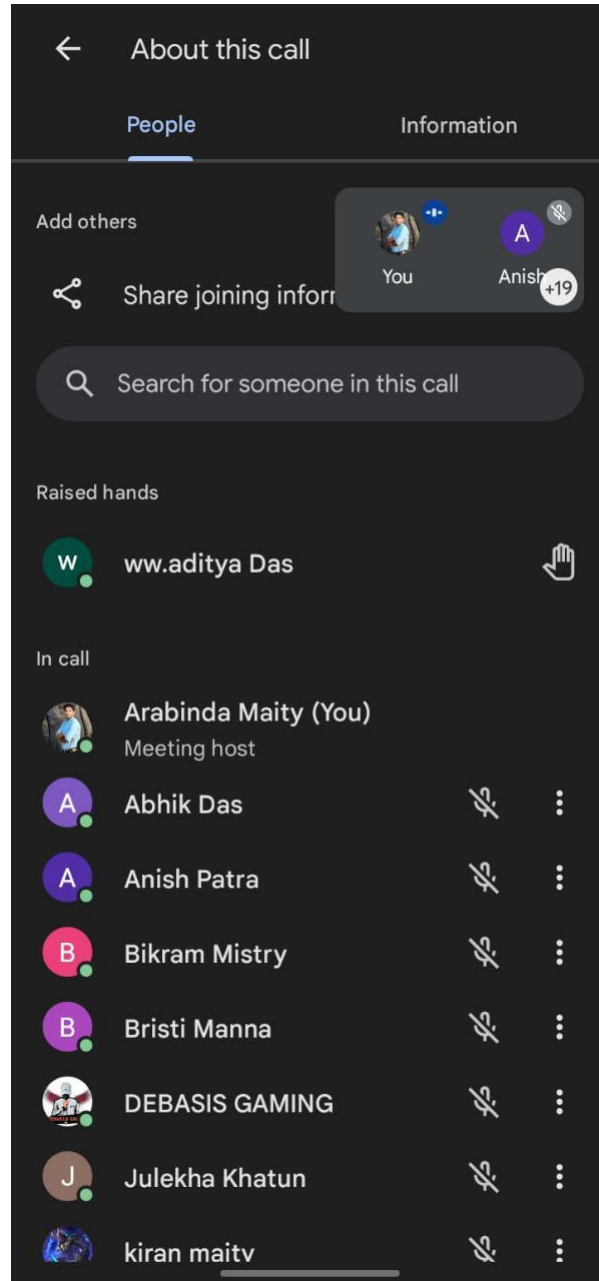 About this call
People
Information
Add others
You
Anish
+19
Share joining inforr
Search for someone in this call
Raised hands
W
ww.aditya Das
In call
Arabinda Maity (You)
Meeting host
A
Abhik Das
A
Anish Patra
B
Bikram Mistry
B
Bristi Manna
DEBASIS GAMING
J
Julekha Khatun
kiran maity
A